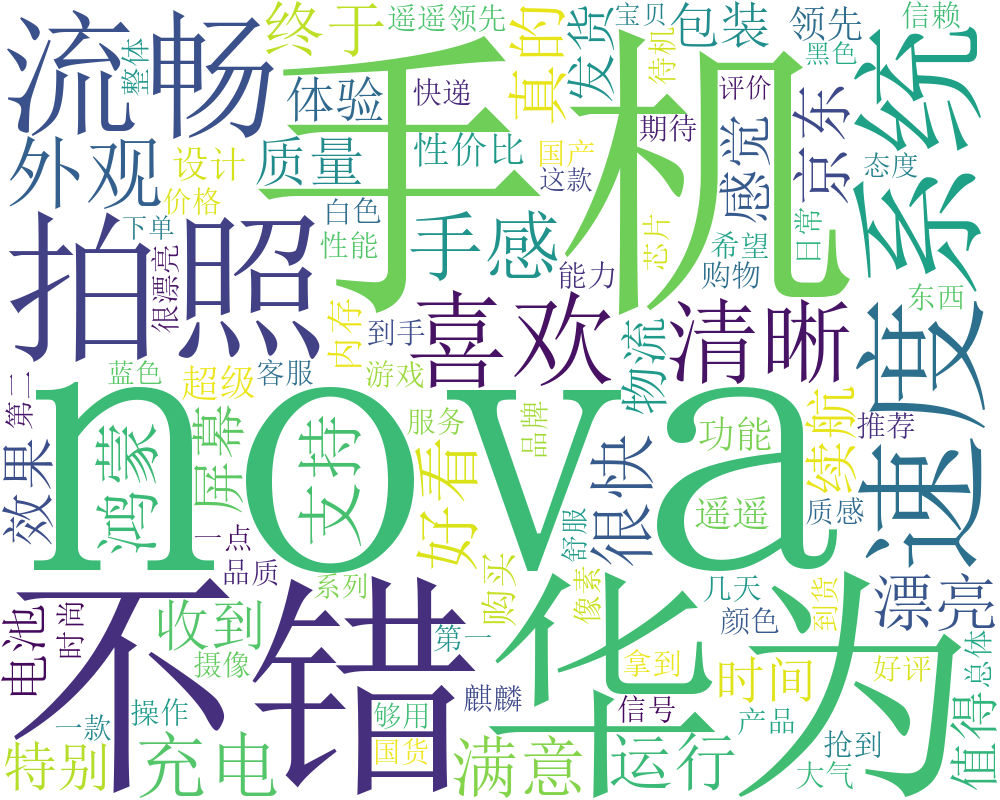 流畅
整体
终于
遥遥领先
真的
发货
宝贝
包装
待机
领先
黑色
信赖
手机
体验
快递
评价
期待
系统
外观
设计
价格
质量
性价比
国产
这款
感觉
京东
态度
下单
白色
性能
手感
芯片
希望
日常
购物
拍照
很漂亮
能力
东西
喜欢
清晰
内存
到手
物流
速度
第二
蓝色
超级
客服
游戏
nova
服务
品牌
功能
续航
推荐
效果
鸿蒙
屏幕
支持
好看
很快
遥遥
质感
一点
品质
舒服
不错
系列
购买
像素
华为
几天
颜色
到货
漂亮
电池
时尚
收到
摄像
第一
拿到
时间
好评
值得
总体
一款
操作
够用
麒麟
信号
产品
抢到
特别
充电
国货
满意
运行
大气